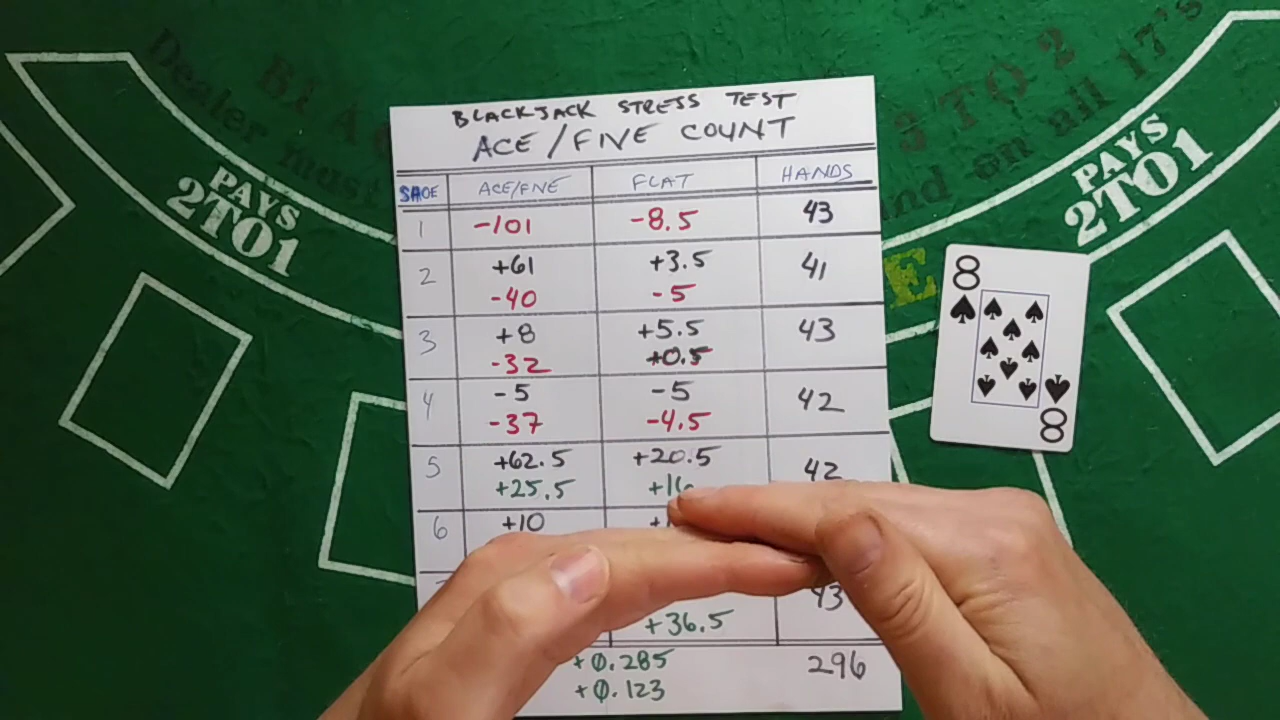 BLACKJACK STRESS TEST
ACE/FIVE COUNT
SHOE ACE/FIVE FLAT HANDS
1 -101 -8.5 43
2 +61 +3.5 41
-40 -5
3 +8 +5.5 43
-32 +0.5
4 -5 -5 42
-37 -4.5
5 +62.5 +20.5 42
+25.5
6 +10
43
+36.5
+0.285 296
+0.123
PAYS
2TO1
PAYS
2TO1
3 TO 2
Dealer must
and on all 17's
8
8